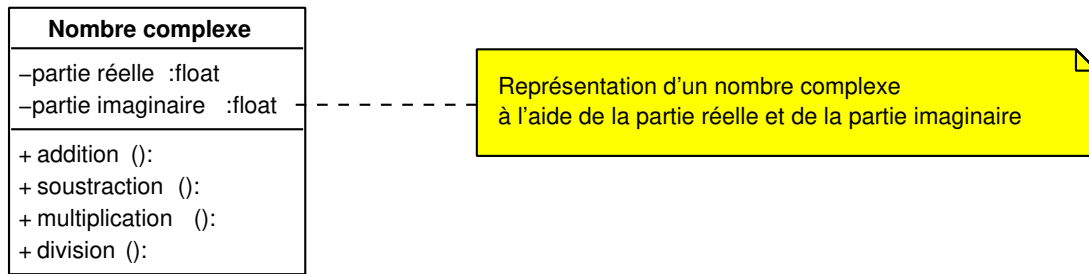 Nombre complexe
–partie réelle :float
–partie imaginaire :float
+ addition ():
+ soustraction ():
+ multiplication ():
+ division ():
Représentation d'un nombre complexe
à l'aide de la partie réelle et de la partie imaginaire